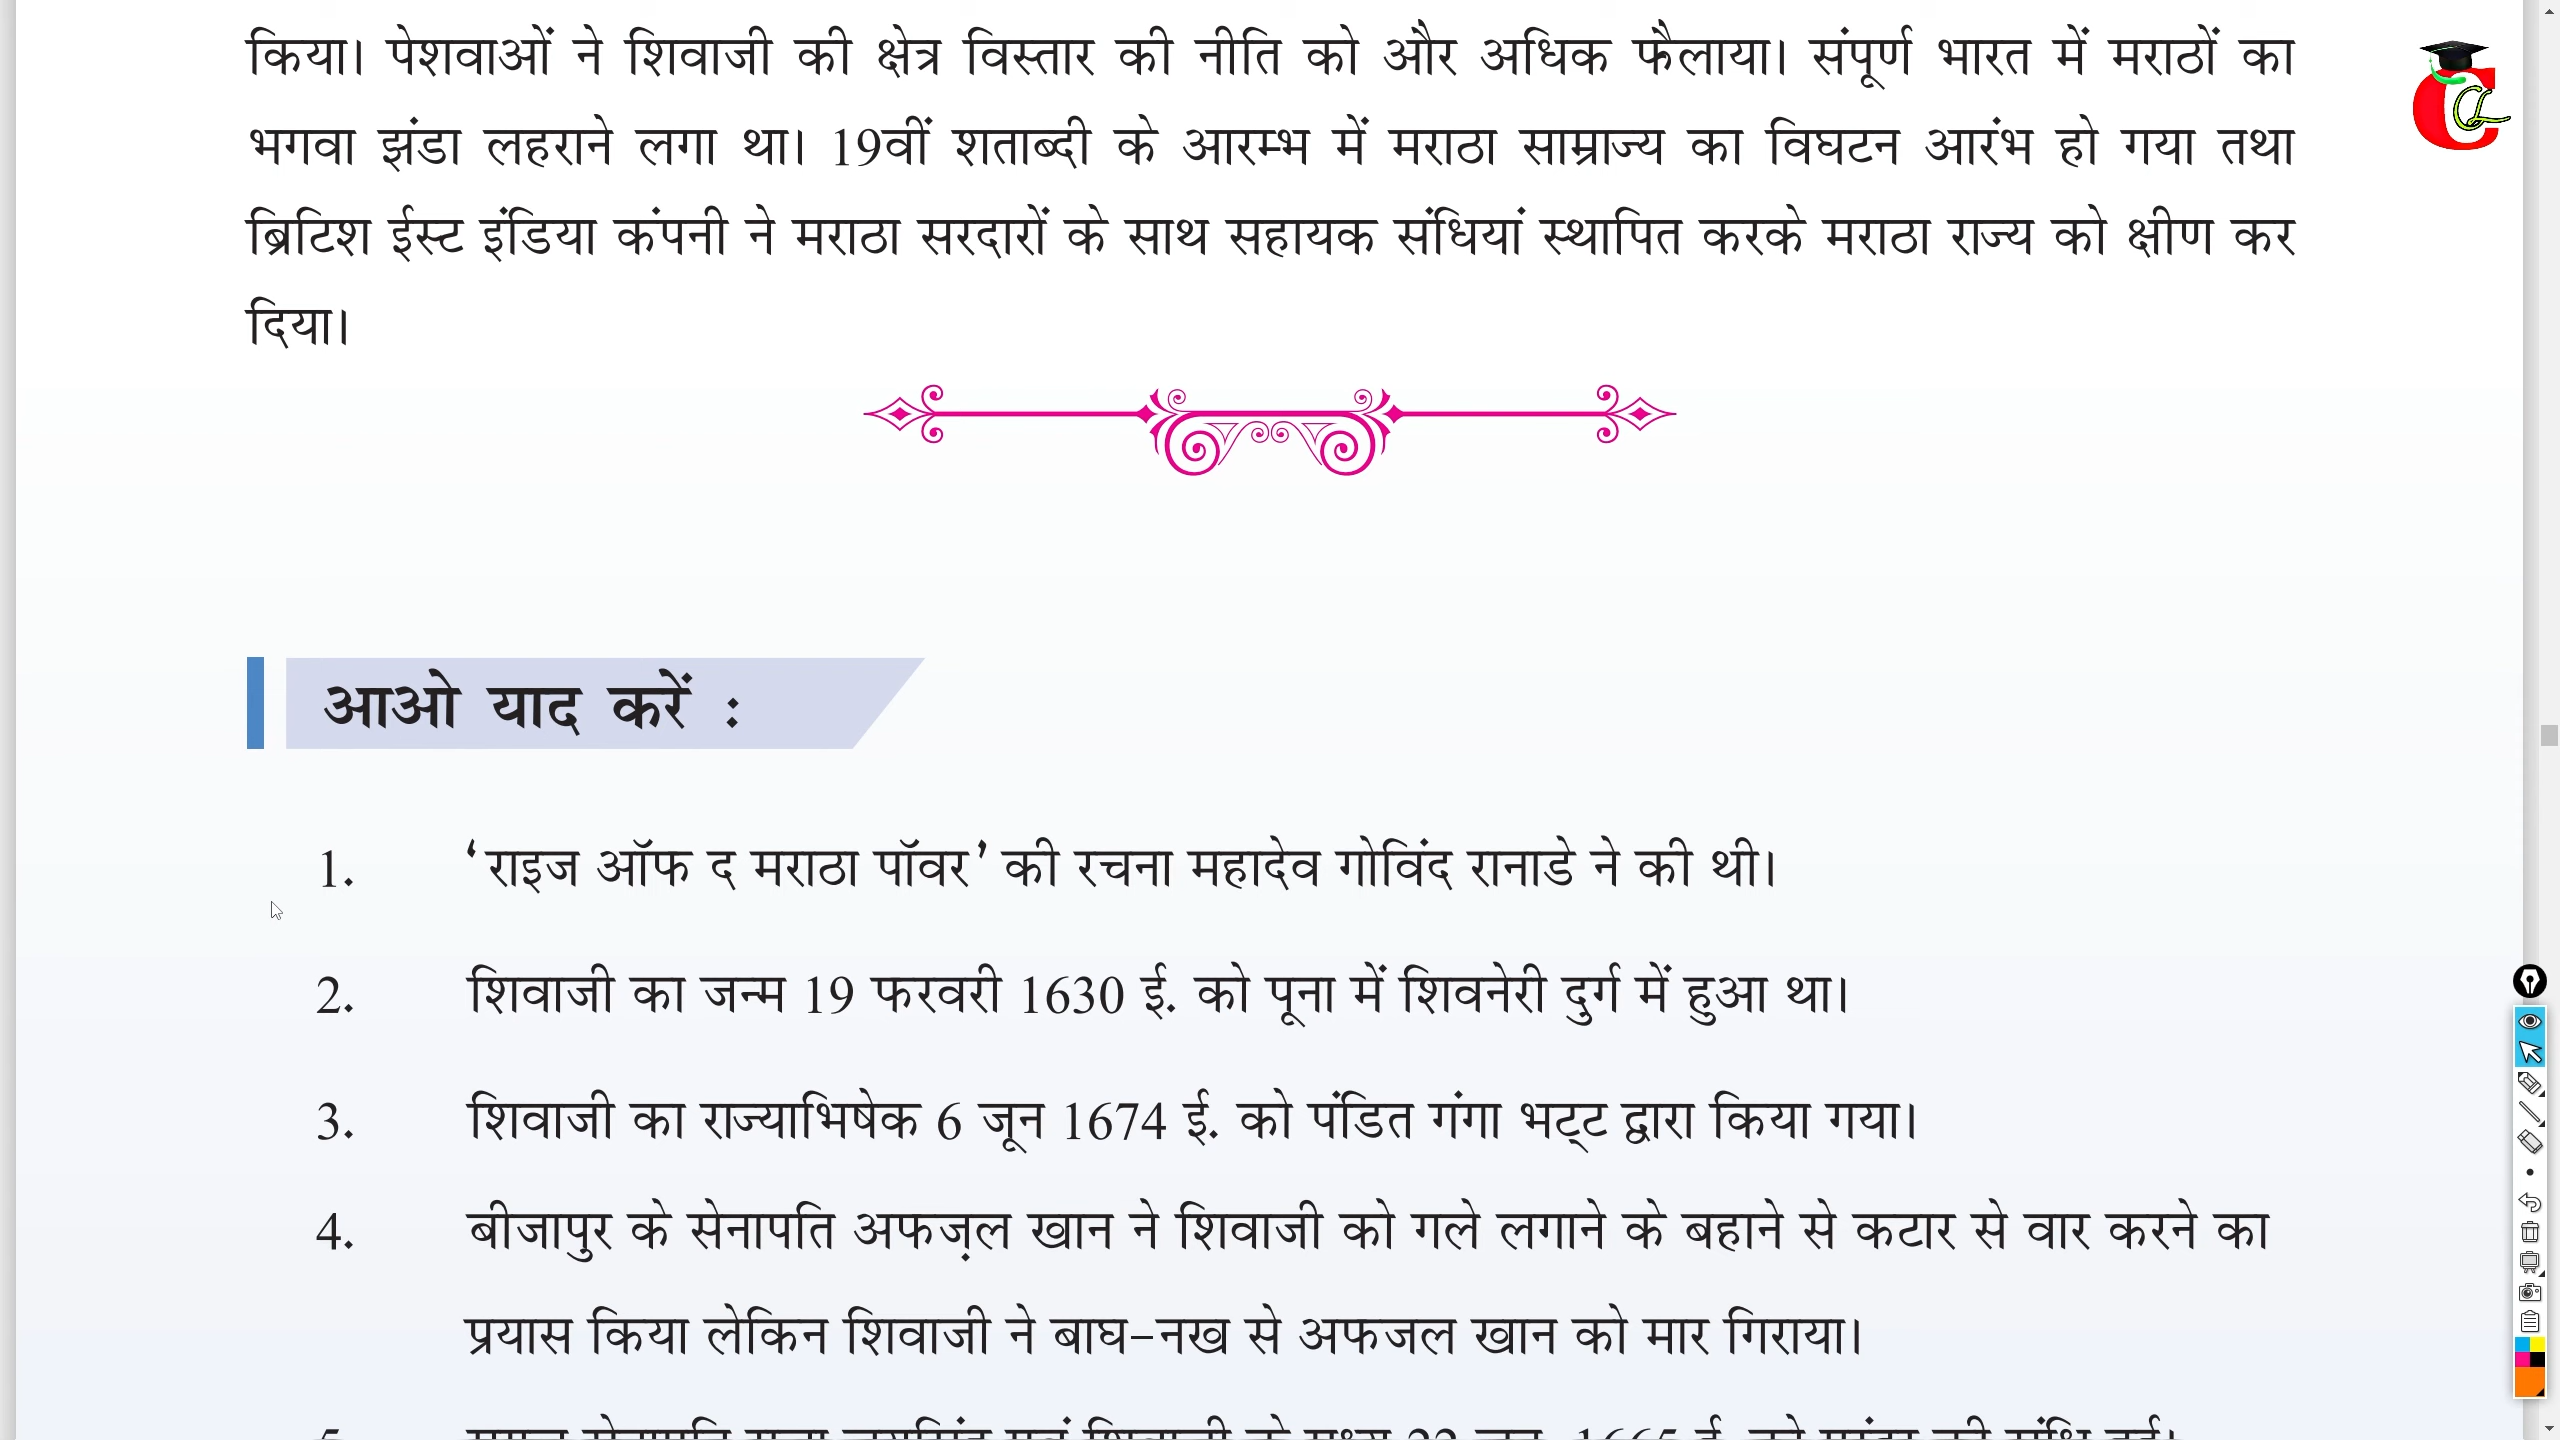 किया। पेशवाओं ने शिवाजी की क्षेत्र विस्तार की नीति को और अधिक फैलाया। संपूर्ण भारत में मराठों का
भगवा झंडा लहराने लगा था। 19वीं शताब्दी के आरम्भ में मराठा साम्राज्य का विघटन आरंभ हो गया तथा
ब्रिटिश ईस्ट इंडिया कंपनी ने मराठा सरदारों के साथ सहायक संधियां स्थापित करके मराठा राज्य को क्षीण कर
दिया।
आओ याद करें :
1. ‘राइज ऑफ द मराठा पॉवर’ की रचना महादेव गोविंद रानाडे ने की थी।
2. शिवाजी का जन्म 19 फरवरी 1630 ई. को पूना में शिवनेरी दुर्ग में हुआ था।
3. शिवाजी का राज्याभिषेक 6 जून 1674 ई. को पंडित गंगा भट्ट द्वारा किया गया।
4. बीजापुर के सेनापति अफज़ल खान ने शिवाजी को गले लगाने के बहाने से कटार से वार करने का
प्रयास किया लेकिन शिवाजी ने बाघ-नख से अफजल खान को मार गिराया।